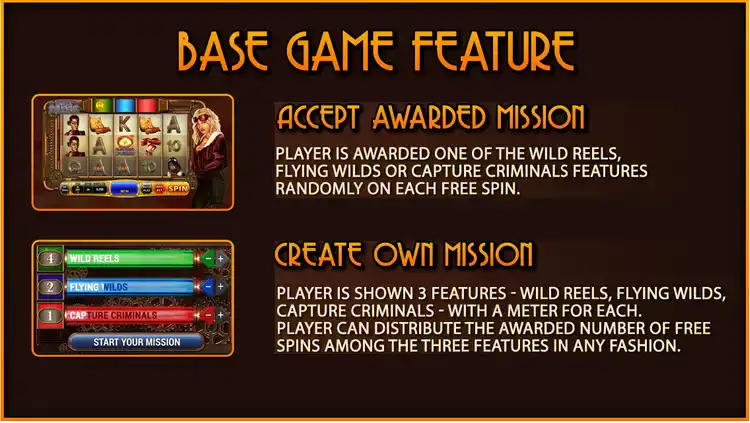 BASE GAME FEATURE
ACCEPT AWARDED MISSION
PLAYER IS AWARDED ONE OF THE WILD REELS,
FLYING WILDS OR CAPTURE CRIMINALS FEATURES
RANDOMLY ON EACH FREE SPIN.
K
A
A
10
10
SPIN
CREATE OWN MISSION
4 WILD REELS - +
2 FLYING WILDS - +
1 CAPTURE CRIMINALS - +
START YOUR MISSION
PLAYER IS SHOWN 3 FEATURES - WILD REELS, FLYING WILDS,
CAPTURE CRIMINALS - WITH A METER FOR EACH.
PLAYER CAN DISTRIBUTE THE AWARDED NUMBER OF FREE
SPINS AMONG THE THREE FEATURES IN ANY FASHION.